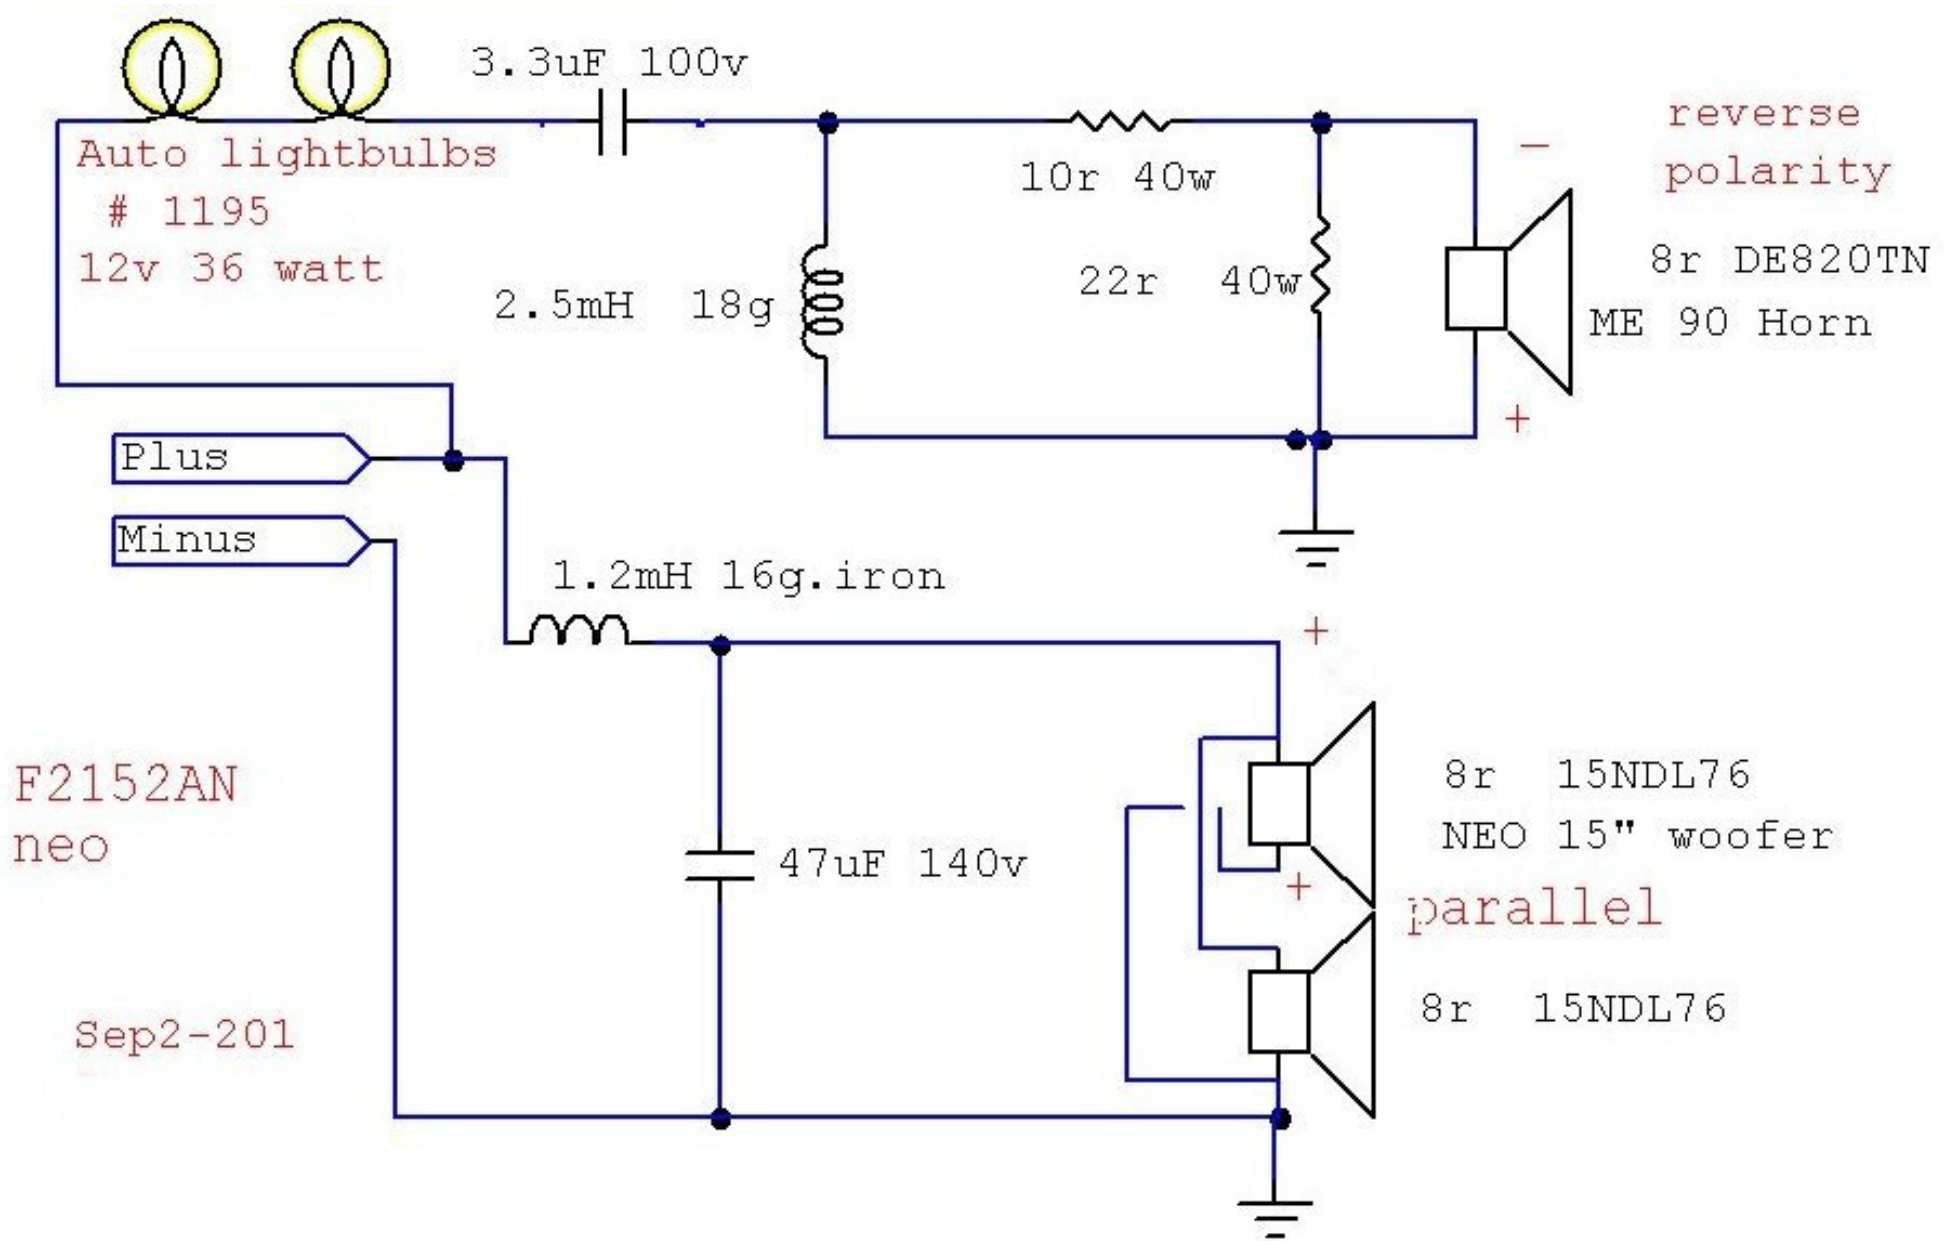 3.3uF 100v
Auto lightbulbs
# 1195
12v 36 watt
reverse
polarity
-
10r 40w
2.5mH 18g
22r 40w
8r DE820TN
ME 90 Horn
+
Plus
Minus
1.2mH 16g.iron
+
F2152AN
neo
47uF 140v
8r 15NDL76
NEO 15" woofer
+
parallel
8r 15NDL76
Sep2-201